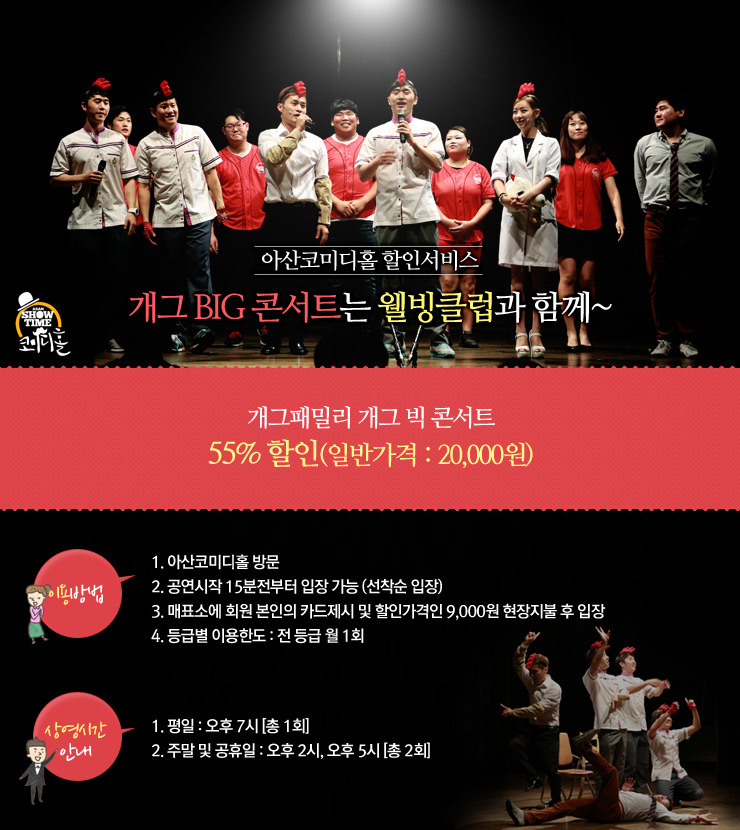 아산코미디홀 할인서비스
개그 BIG 콘서트는 웰빙클럽과 함께~
ASAN
SHOW
TIME
코미디홀
개그패밀리 개그 빅 콘서트
55% 할인(일반가격 : 20,000원)
이용방법
1. 아산코미디홀 방문
2. 공연시작 15분전부터 입장 가능 (선착순 입장)
3. 매표소에 회원 본인의 카드제시 및 할인가격인 9,000원 현장지불 후 입장
4. 등급별 이용한도 : 전 등급 월 1회
상영시간
안내
1. 평일 : 오후 7시 [총 1회]
2. 주말 및 공휴일 : 오후 2시, 오후 5시 [총 2회]